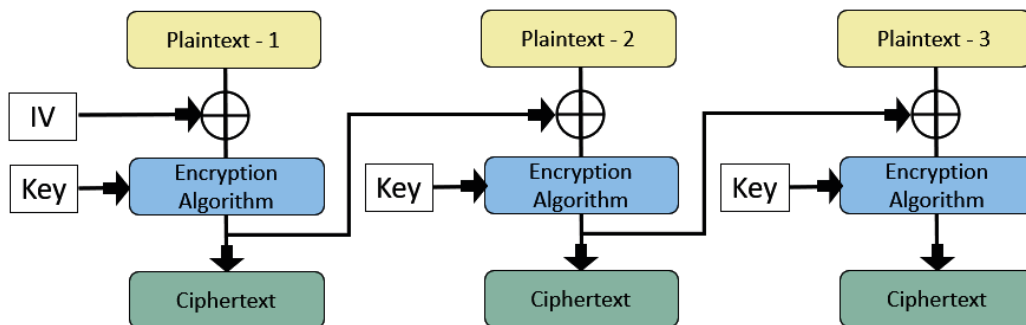 Plaintext - 1
Plaintext - 2
Plaintext - 3
IV
Key
Encryption
Algorithm
Key
Encryption
Algorithm
Key
Encryption
Algorithm
Ciphertext
Ciphertext
Ciphertext